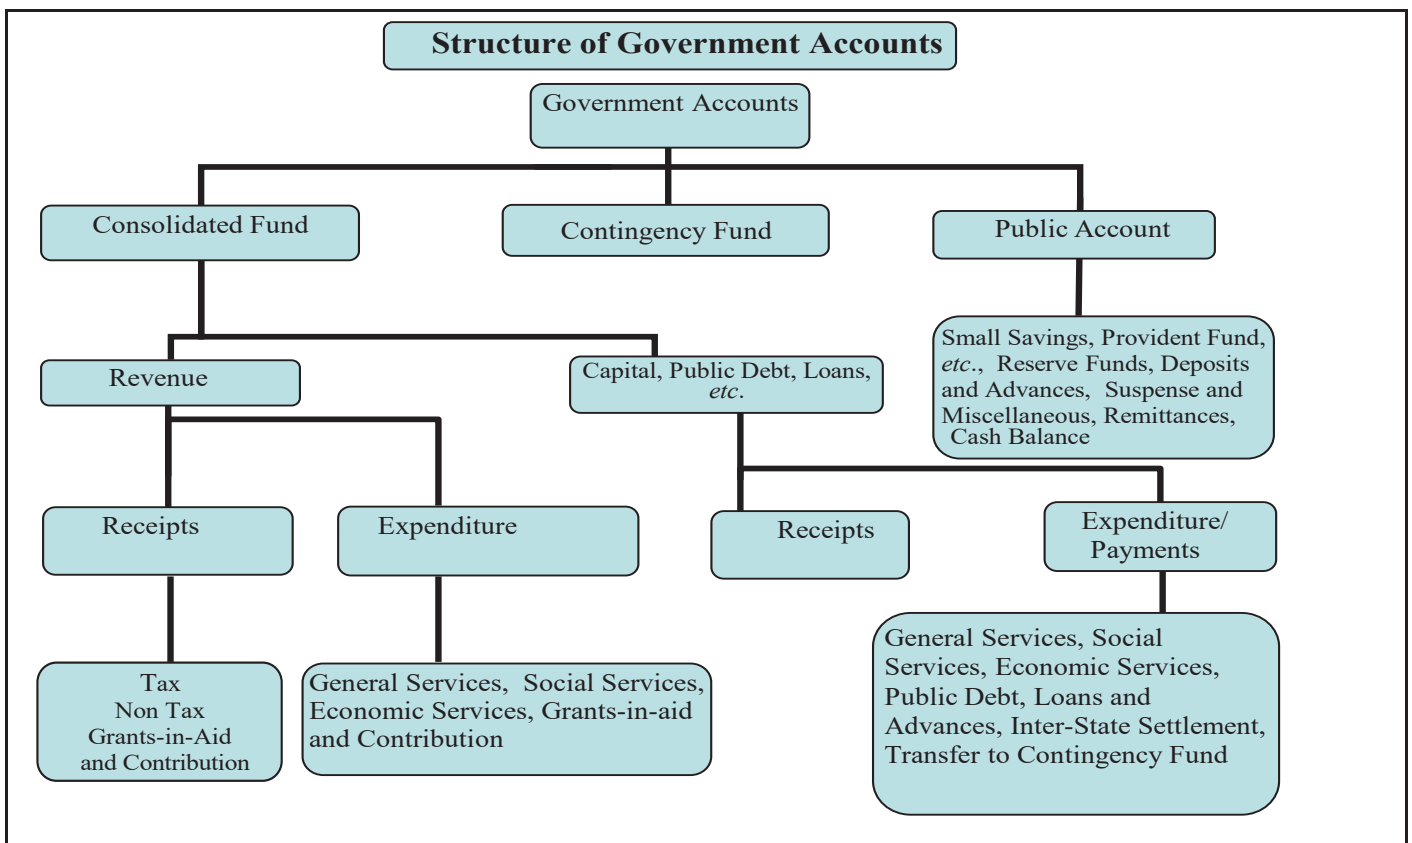 Structure of Government Accounts
Government Accounts
Consolidated Fund
Contingency Fund
Public Account
Small Savings, Provident Fund,
etc., Reserve Funds, Deposits
and Advances, Suspense and
Miscellaneous, Remittances,
Cash Balance
Revenue
Capital, Public Debt, Loans,
etc.
Receipts
Expenditure
Receipts
Expenditure/
Payments
Tax
Non Tax
Grants-in-Aid
and Contribution
General Services, Social Services,
Economic Services, Grants-in-aid
and Contribution
General Services, Social
Services, Economic Services,
Public Debt, Loans and
Advances, Inter-State Settlement,
Transfer to Contingency Fund